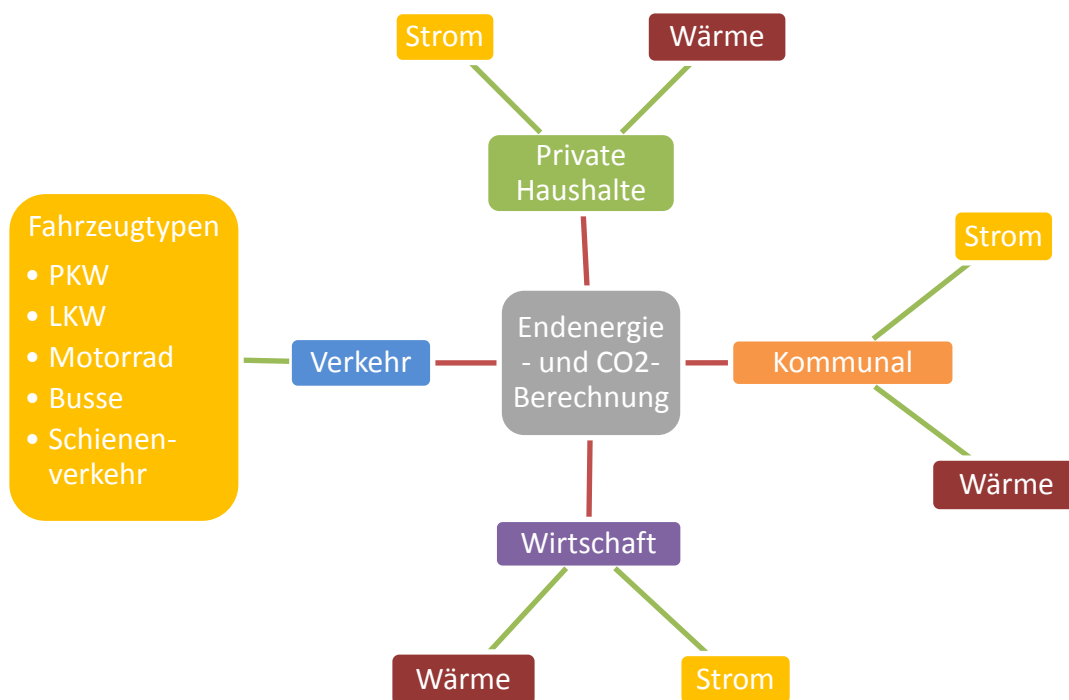 Strom
Wärme
Private
Haushalte
Fahrzeugtypen
• PKW
• LKW
• Motorrad
• Busse
• Schienen-
verkehr
Verkehr
Endenergie
- und CO2-
Berechnung
Kommunal
Strom
Wärme
Wirtschaft
Wärme
Strom